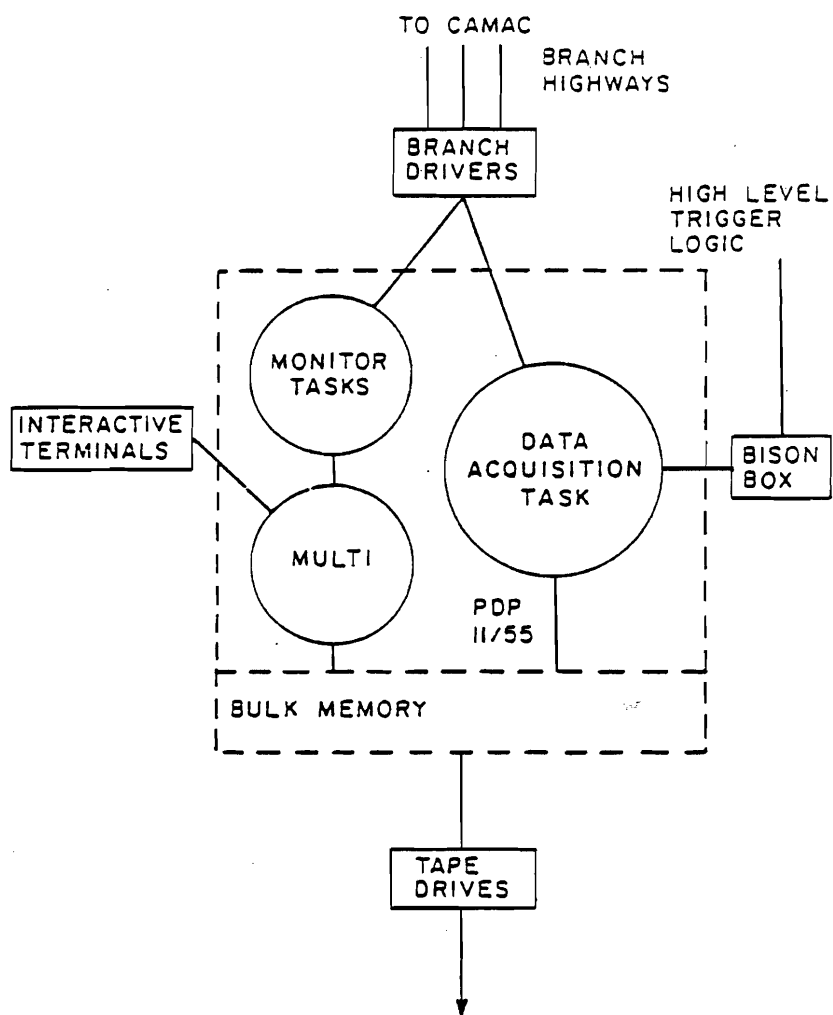 TO CAMAC
BRANCH
HIGHWAYS
BRANCH
DRIVERS
HIGH LEVEL
TRIGGER
LOGIC
MONITOR
TASKS
INTERACTIVE
TERMINALS
DATA
ACQUISITION
TASK
BISON
BOX
MULTI
PDP
11/55
BULK MEMORY
TAPE
DRIVES